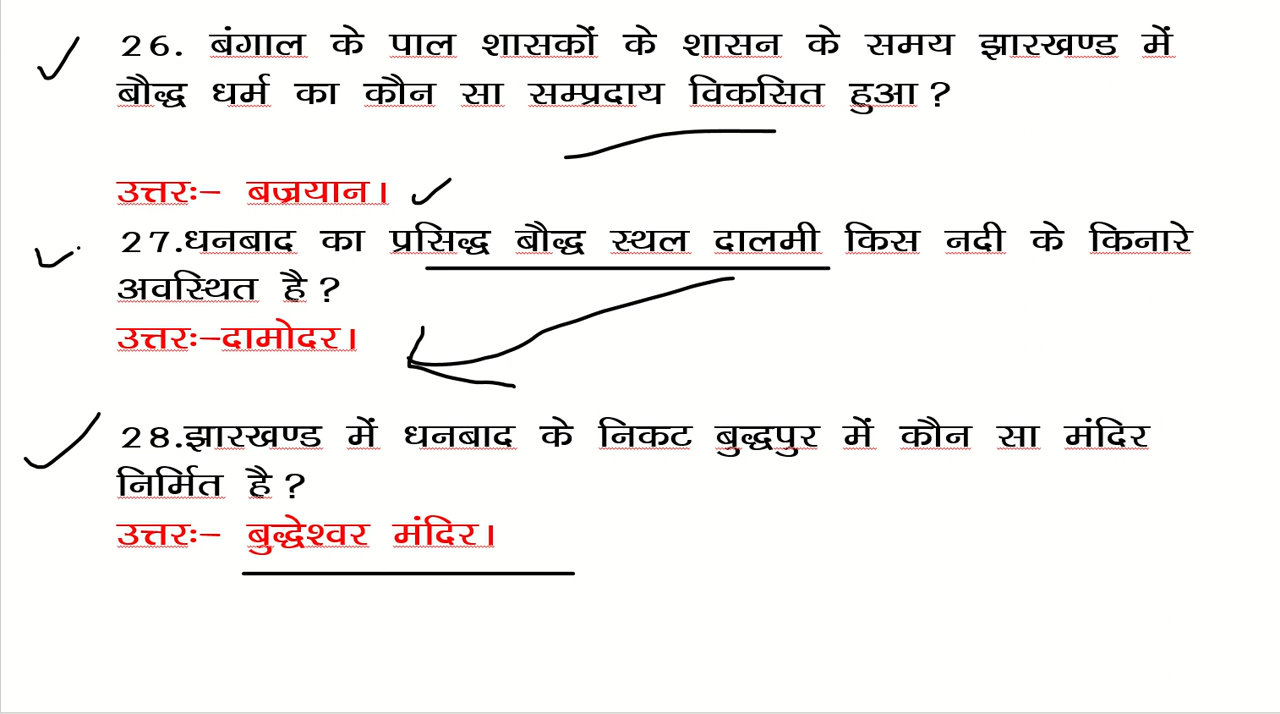 26. बंगाल के पाल शासकों के शासन के समय झारखण्ड में
बौद्ध धर्म का कौन सा सम्प्रदाय विकसित हुआ?
उत्तरः– बज्रयान।
27.धनबाद का प्रसिद्ध बौद्ध स्थल दालमी किस नदी के किनारे
अवस्थित है?
उत्तरः–दामोदर।
28.झारखण्ड में धनबाद के निकट बुद्धपुर में कौन सा मंदिर
निर्मित है?
उत्तरः– बुद्धेश्वर मंदिर।